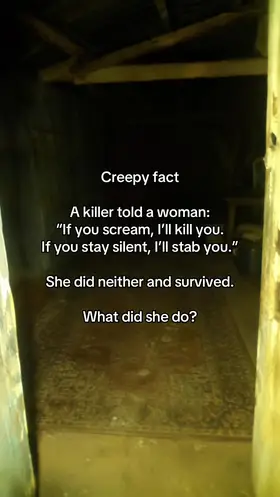 Creepy fact
A killer told a woman:
“If you scream, I’ll kill you.
If you stay silent, I’ll stab you.”
She did neither and survived.
What did she do?